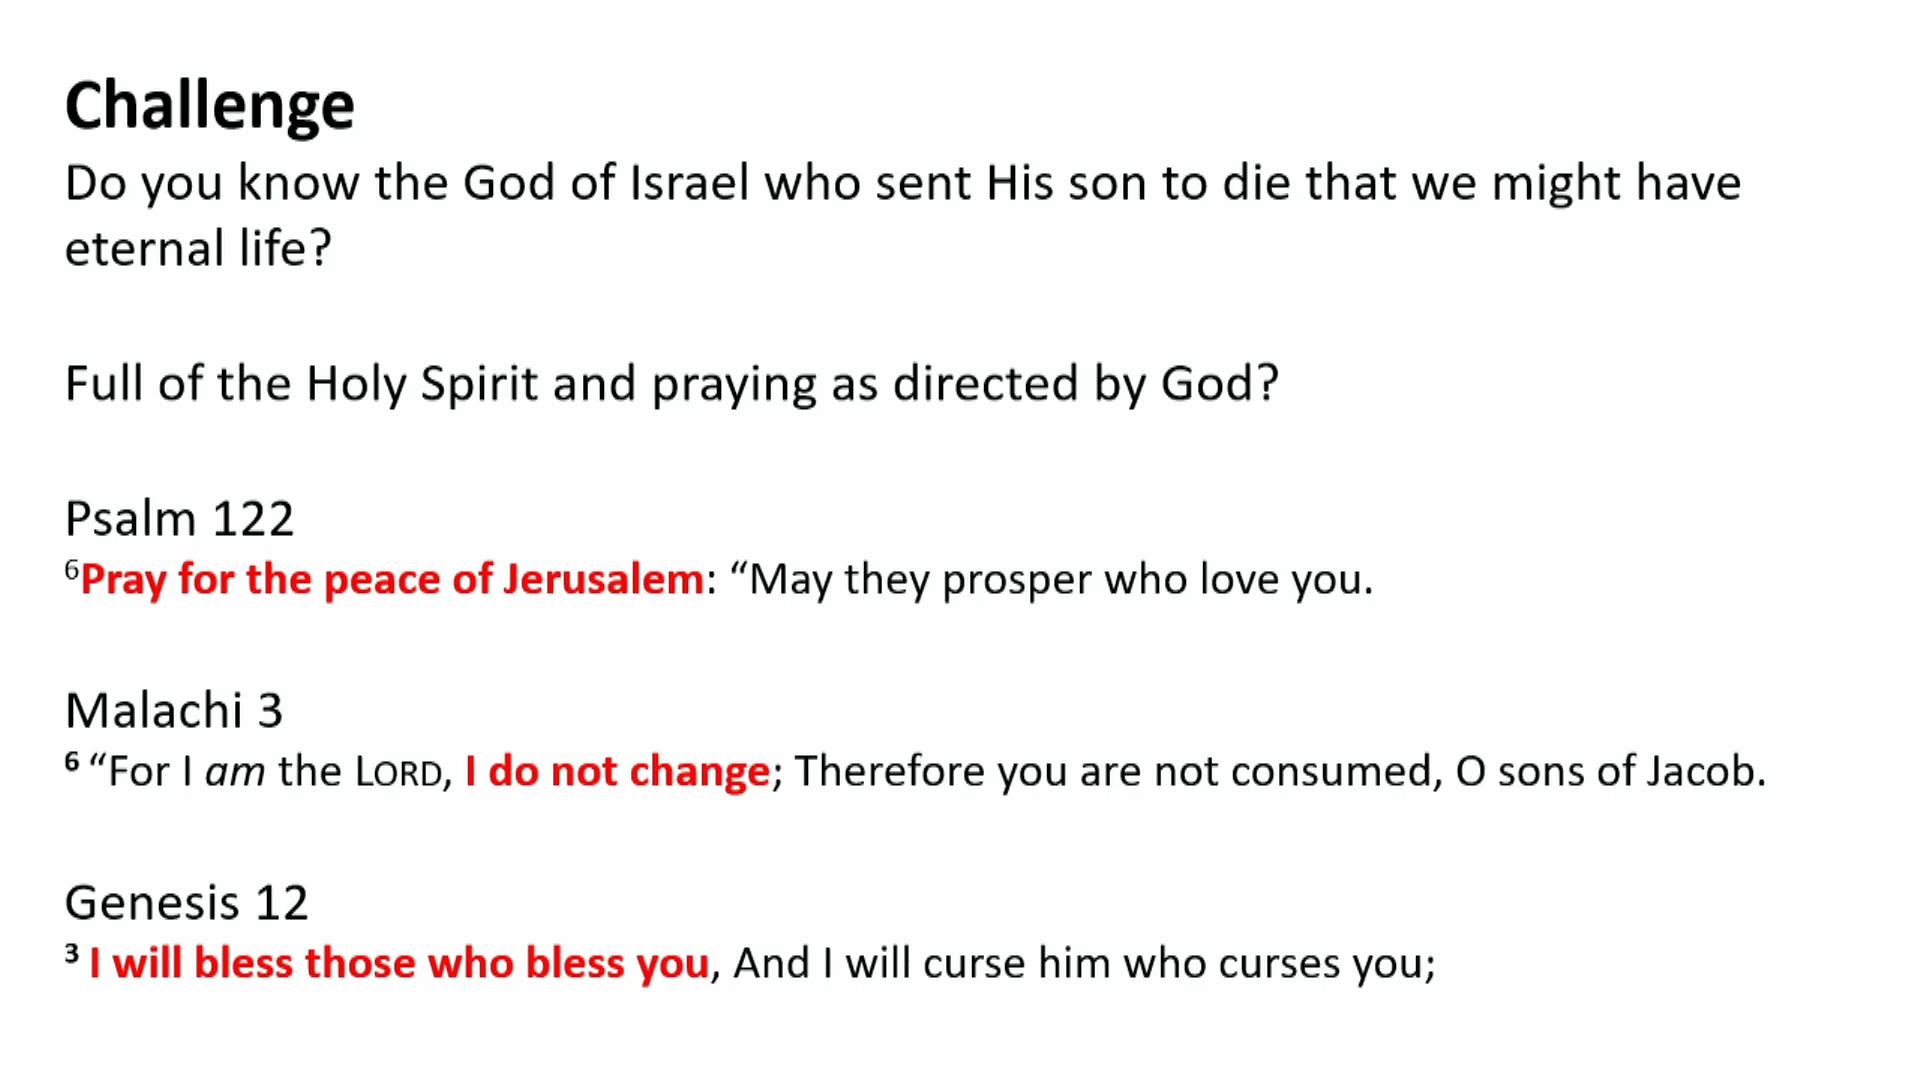 Challenge
Do you know the God of Israel who sent His son to die that we might have
eternal life?
Full of the Holy Spirit and praying as directed by God?
Psalm 122
6Pray for the peace of Jerusalem: “May they prosper who love you.
Malachi 3
6 “For I am the LORD, I do not change; Therefore you are not consumed, O sons of Jacob.
Genesis 12
3 I will bless those who bless you, And I will curse him who curses you;